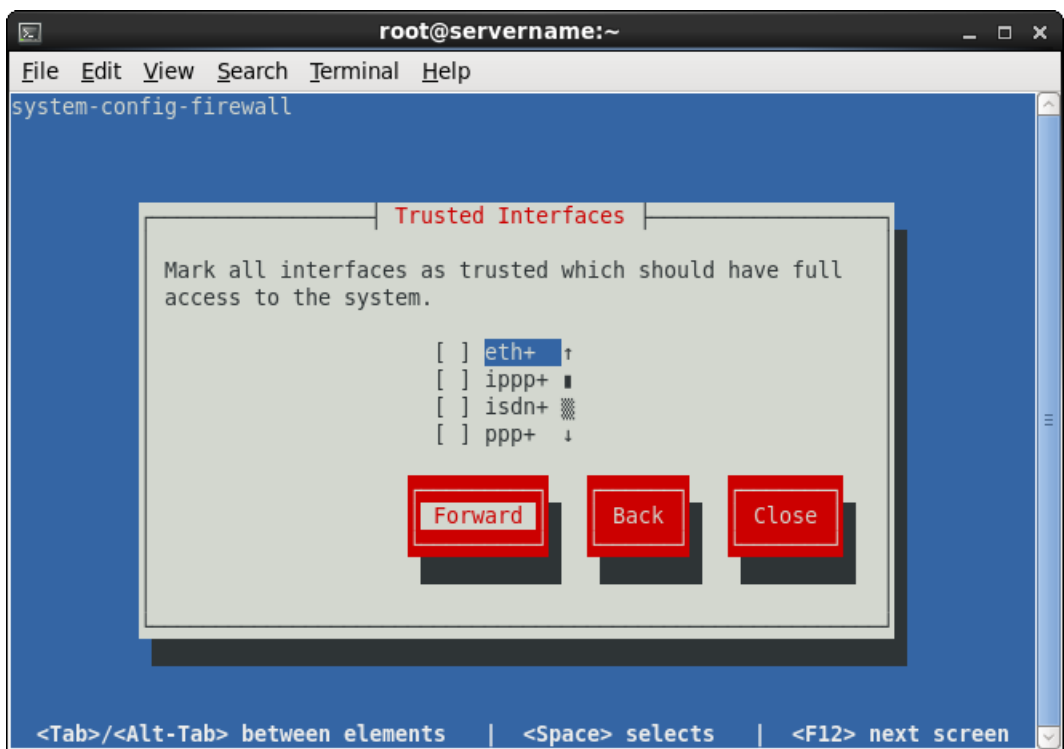 root@servername:~
File Edit View Search Terminal Help
system-config-firewall
Trusted Interfaces
Mark all interfaces as trusted which should have full
access to the system.
[ ] eth+ ↑
[ ] ippp+ ▮
[ ] isdn+ ▒
[ ] ppp+ ↓
Forward Back Close
<Tab>/<Alt-Tab> between elements | <Space> selects | <F12> next screen